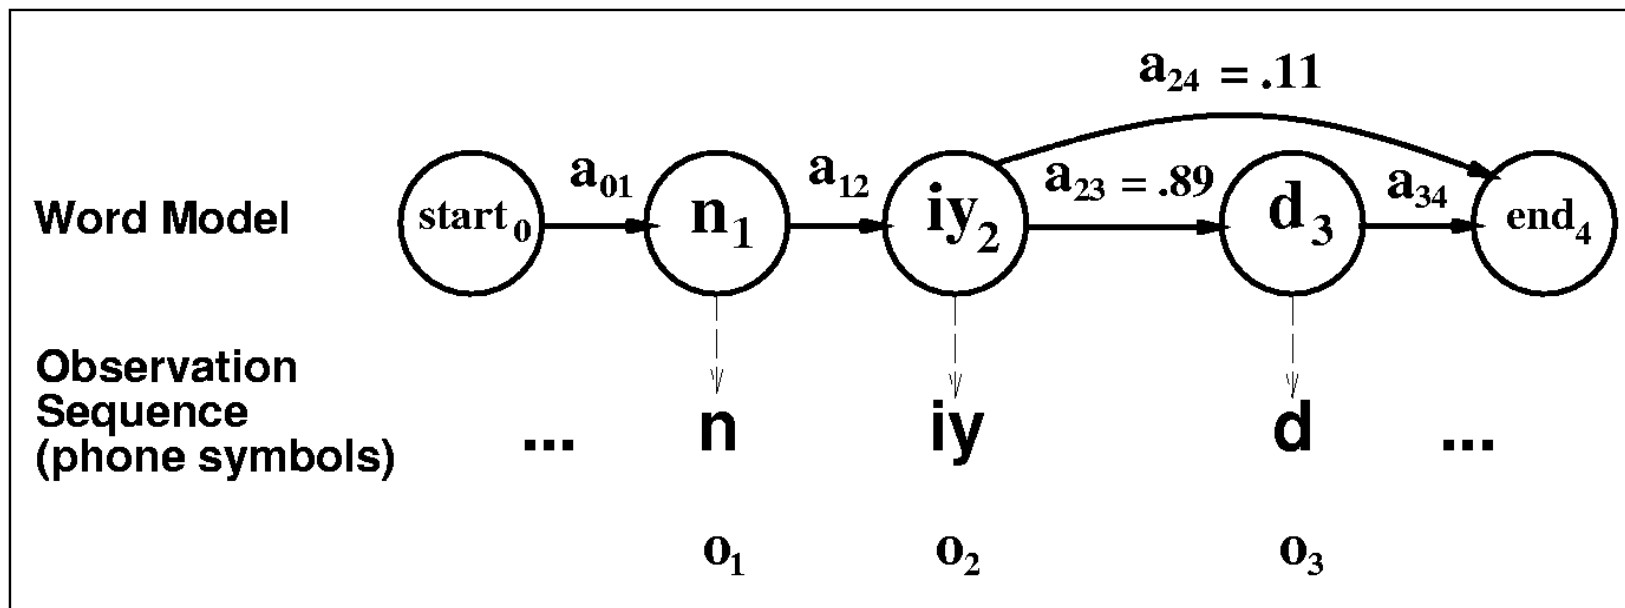 a24 = .11
a01 a12 a23 = .89 a34
Word Model start0 n1 iy2 d3 end4
Observation
Sequence
(phone symbols) ... n iy d ...
o1 o2 o3